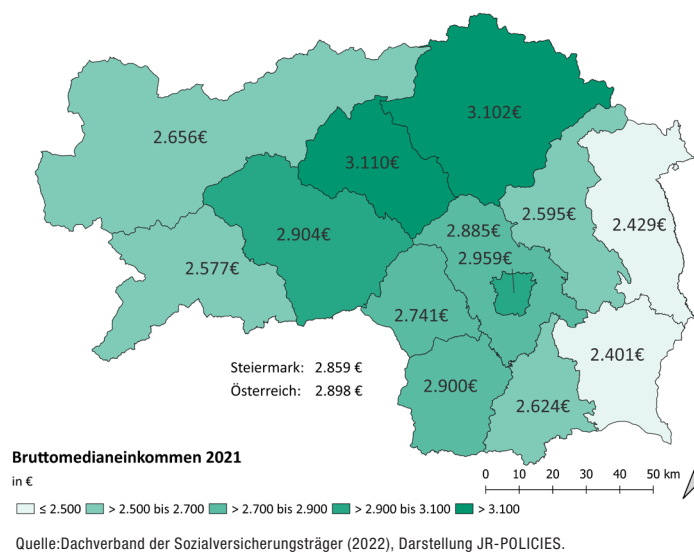 3.102€
2.656€
3.110€
2.595€
2.429€
2.904€
2.885€
2.959€
2.577€
2.741€
Steiermark: 2.859 €
Österreich: 2.898 €
2.401€
2.900€
2.624€
Bruttomedianeinkommen 2021
in €
0 10 20 30 40 50 km
≤ 2.500 > 2.500 bis 2.700 > 2.700 bis 2.900 > 2.900 bis 3.100 > 3.100
Quelle:Dachverband der Sozialversicherungsträger (2022), Darstellung JR-POLICIES.